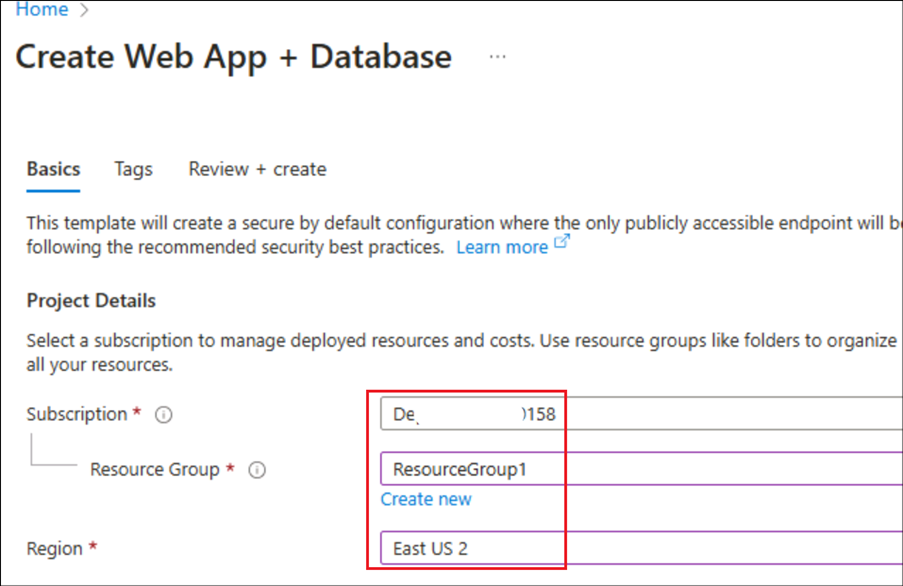 Home >
Create Web App + Database ...
Basics Tags Review + create
This template will create a secure by default configuration where the only publicly accessible endpoint will be
following the recommended security best practices. Learn more
Project Details
Select a subscription to manage deployed resources and costs. Use resource groups like folders to organize
all your resources.
Subscription *
158
Resource Group *
ResourceGroup1
Create new
Region *
East US 2